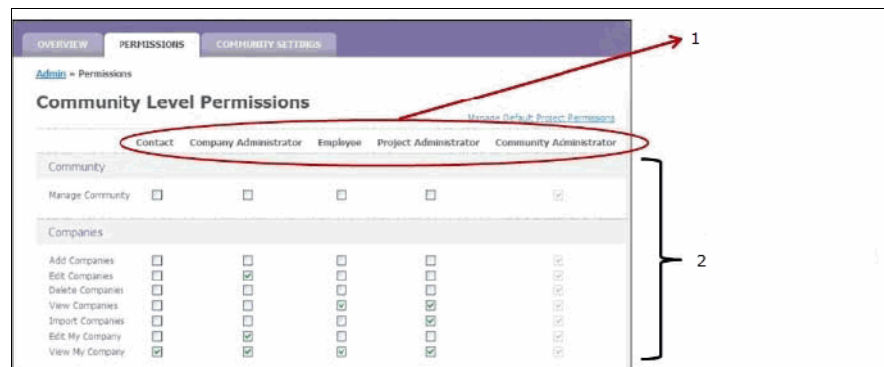 OVERVIEW PERMISSIONS COMMUNITY SETTINGS
1
Admin » Permissions
Community Level Permissions
Manage Default Project Permissions
Contact Company Administrator Employee Project Administrator Community Administrator
Community
Manage Community
Companies
Add Companies
Edit Companies
2
Delete Companies
View Companies
Import Companies
Edit My Company
View My Company